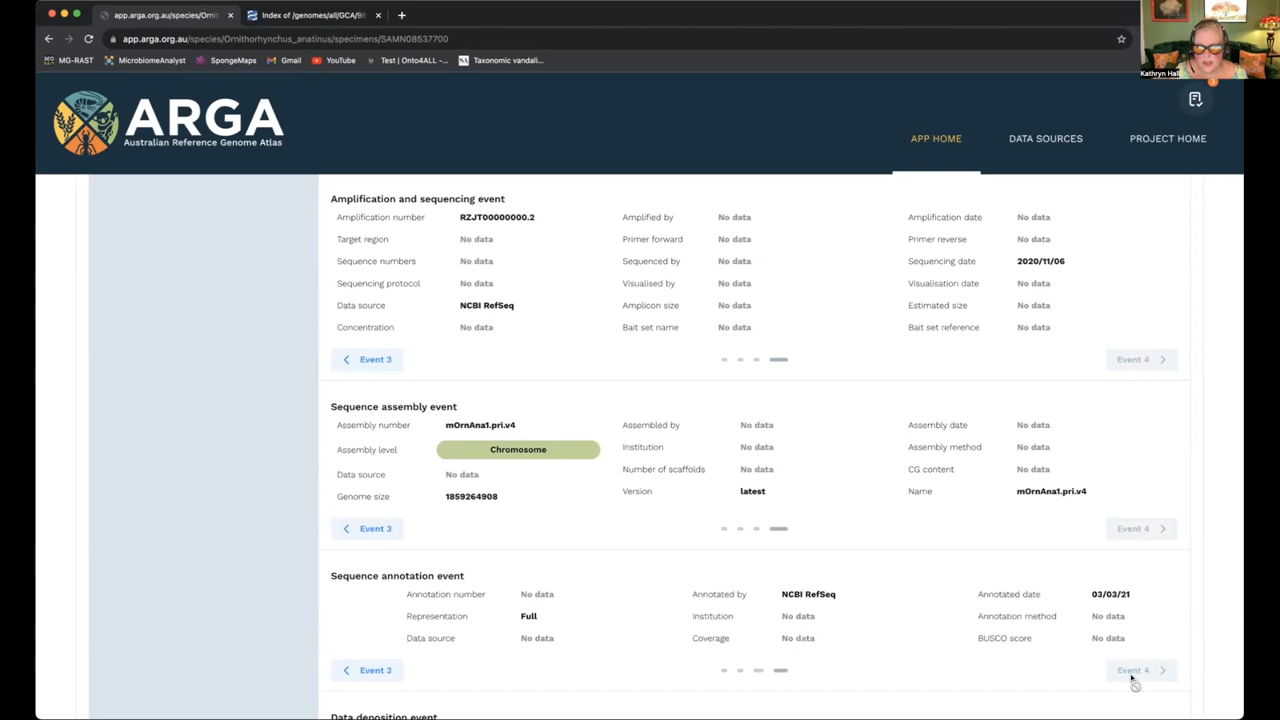 app.arga.org.au/species/Ornit
Index of /genomes/all/GCA/95
app.arga.org.au/species/Ornithorhynchus_anatinus/specimens/SAMN08537700
MG-RAST MicrobiomeAnalyst SpongeMaps Gmail YouTube Test | Onto4ALL -... Taxonomic vandali...
Kathryn Hall
3
ARGA
Australian Reference Genome Atlas
APP HOME DATA SOURCES PROJECT HOME
Amplification and sequencing event
Amplification number RZJT00000000.2 Amplified by No data Amplification date No data
Target region No data Primer forward No data Primer reverse No data
Sequence numbers No data Sequenced by No data Sequencing date 2020/11/06
Sequencing protocol No data Visualised by No data Visualisation date No data
Data source NCBI RefSeq Amplicon size No data Estimated size No data
Concentration No data Bait set name No data Bait set reference No data
Event 3 Event 4
Sequence assembly event
Assembly number mOrnAna1.pri.v4 Assembled by No data Assembly date No data
Assembly level Chromosome Institution No data Assembly method No data
Data source No data Number of scaffolds No data CG content No data
Genome size 1859264908 Version latest Name mOrnAna1.pri.v4
Event 3 Event 4
Sequence annotation event
Annotation number No data Annotated by NCBI RefSeq Annotated date 03/03/21
Representation Full Institution No data Annotation method No data
Data source No data Coverage No data BUSCO score No data
Event 3 Event 4
Data deposition event